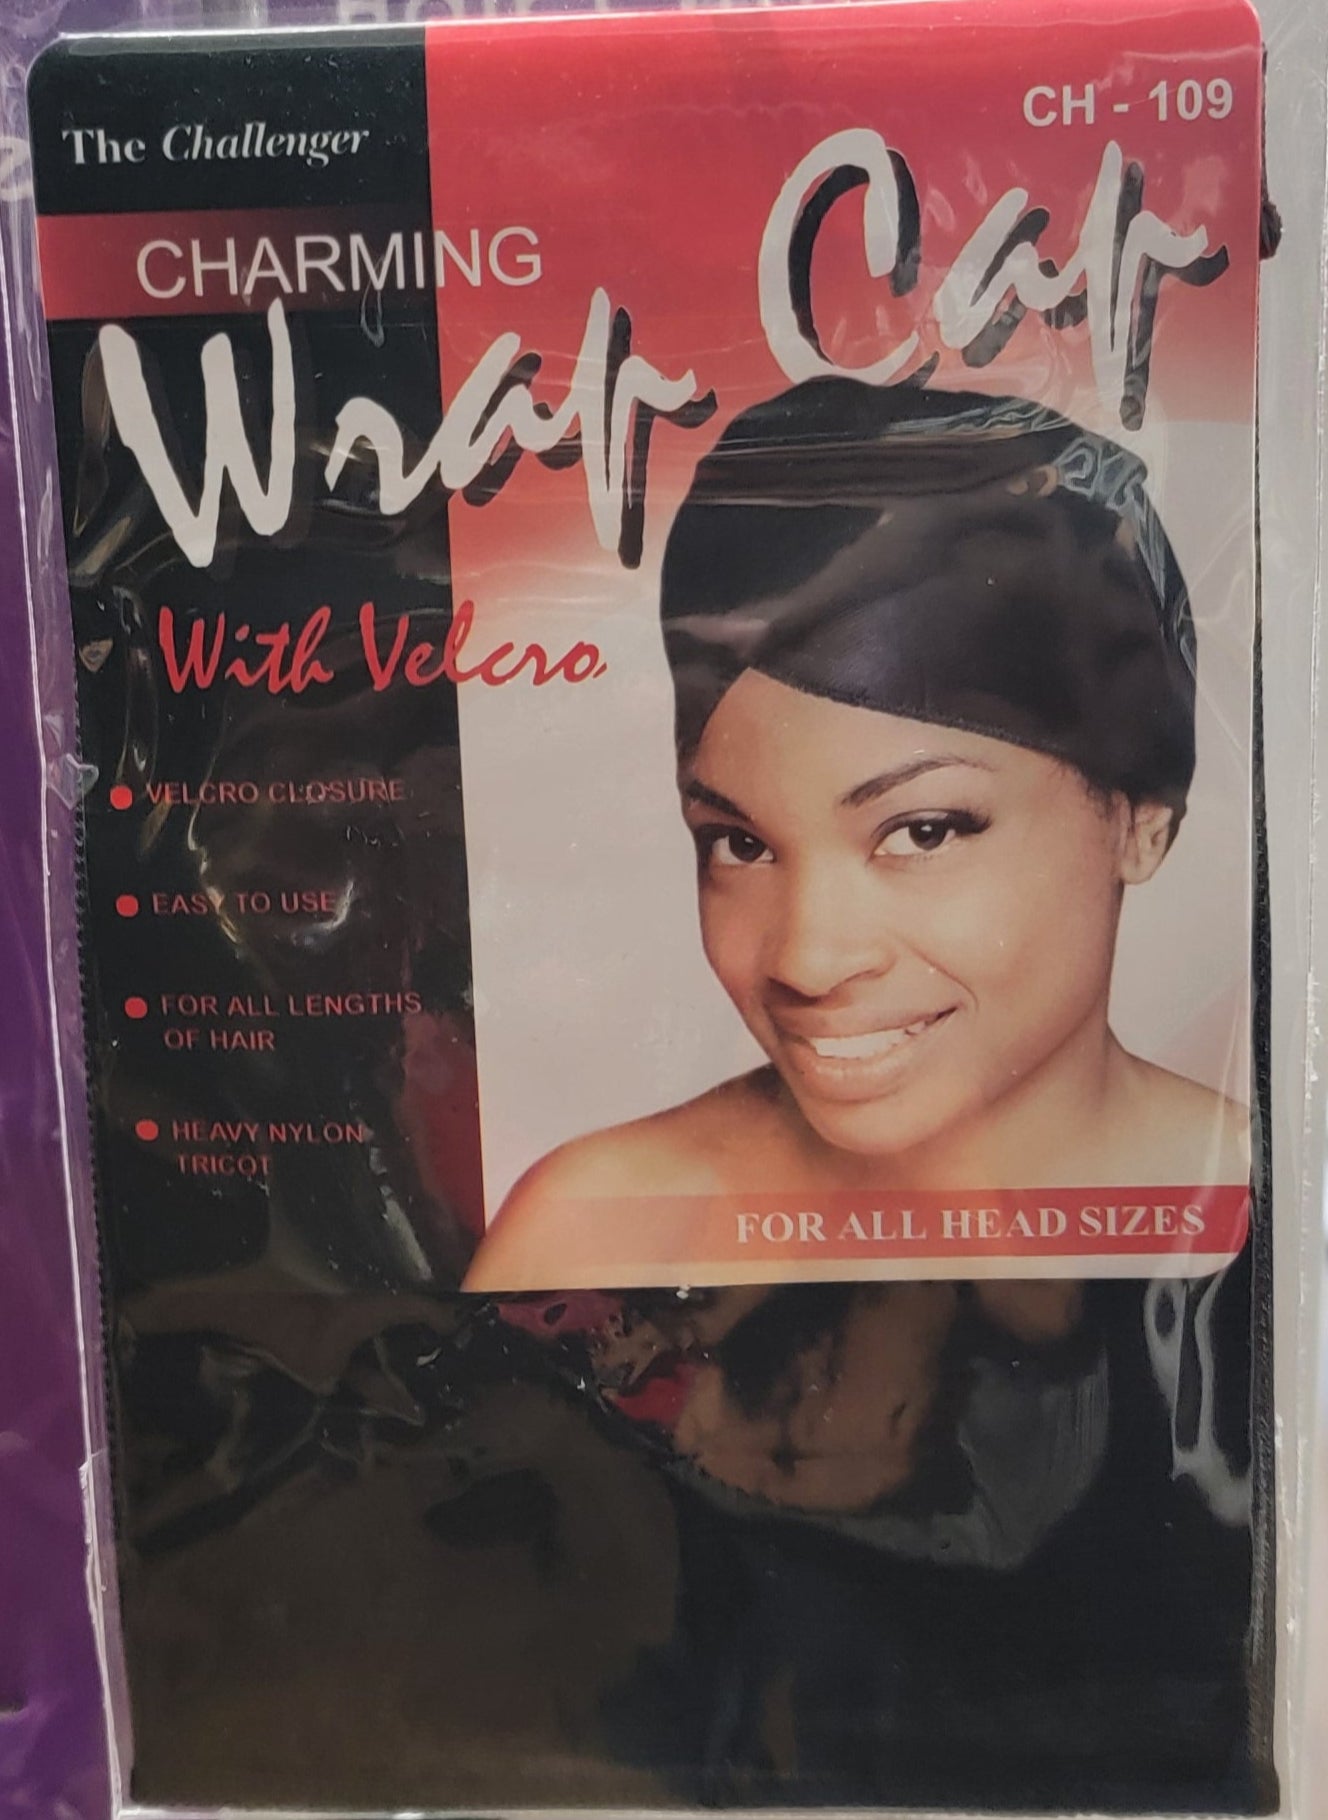 The Challenger
CH - 109
CHARMING
Wrap Cap
With Velcro
VELCRO CLOSURE
EASY TO USE
FOR ALL LENGTHS
OF HAIR
HEAVY NYLON
TRICOT
FOR ALL HEAD SIZES